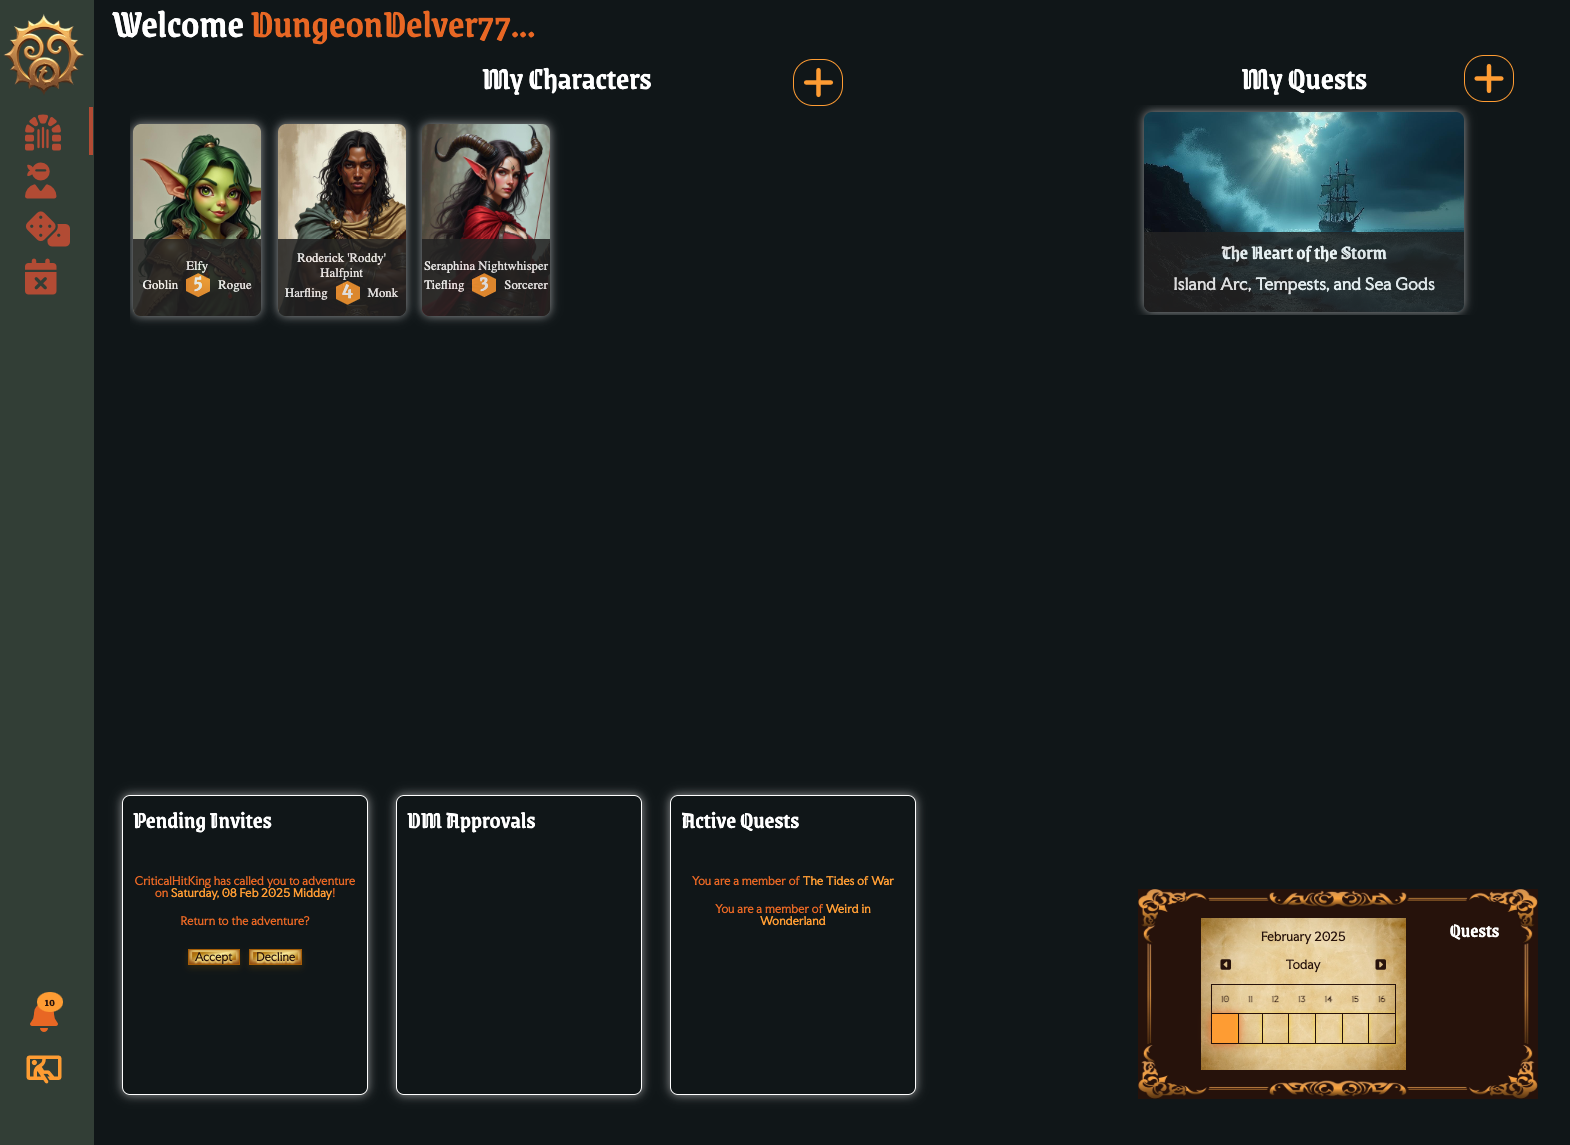 Welcome DungeonDelver77...
My Characters
My Quests
Elfy
Goblin 5 Rogue
Roderick 'Roddy'
Halfpint
Harfling 4 Monk
Seraphina Nightwhisper
Tiefling 3 Sorcerer
The Heart of the Storm
Island Arc, Tempests, and Sea Gods
Pending Invites
CriticalHitKing has called you to adventure
on Saturday, 08 Feb 2025 Midday!
Return to the adventure?
Accept Decline
DM Approvals
Active Quests
You are a member of The Tides of War
You are a member of Weird in
Wonderland
February 2025
Today
10 11 12 13 14 15 16
Quests
10